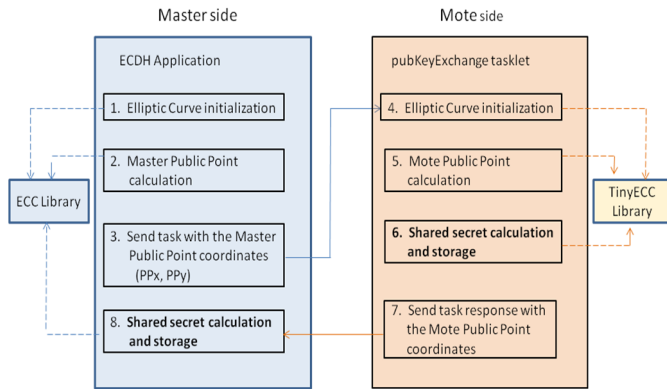 Master side
Mote side
ECDH Application
pubKeyExchange tasklet
1. Elliptic Curve initialization
4. Elliptic Curve initialization
2. Master Public Point
calculation
5. Mote Public Point
calculation
ECC Library
TinyECC
Library
3. Send task with the Master
Public Point coordinates
(PPx, PPy)
6. Shared secret calculation
and storage
8. Shared secret calculation
and storage
7. Send task response with
the Mote Public Point
coordinates